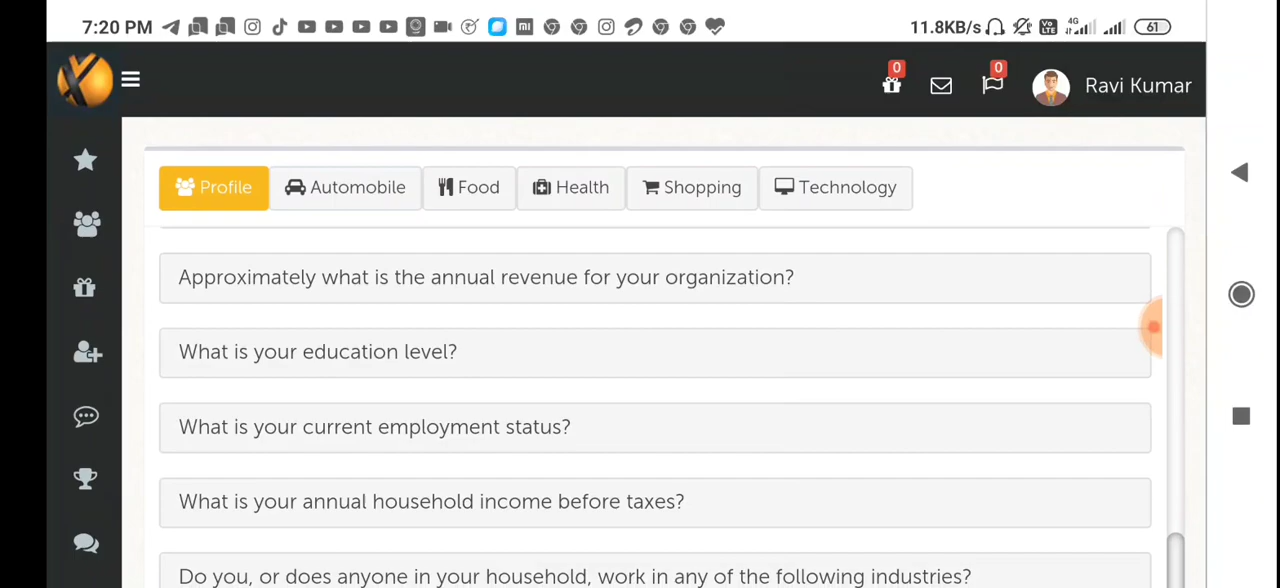 7:20 PM
11.8KB/s Vo LTE 4G 61
0
0
Ravi Kumar
Profile Automobile Food Health Shopping Technology
Approximately what is the annual revenue for your organization?
What is your education level?
What is your current employment status?
What is your annual household income before taxes?
Do you, or does anyone in your household, work in any of the following industries?